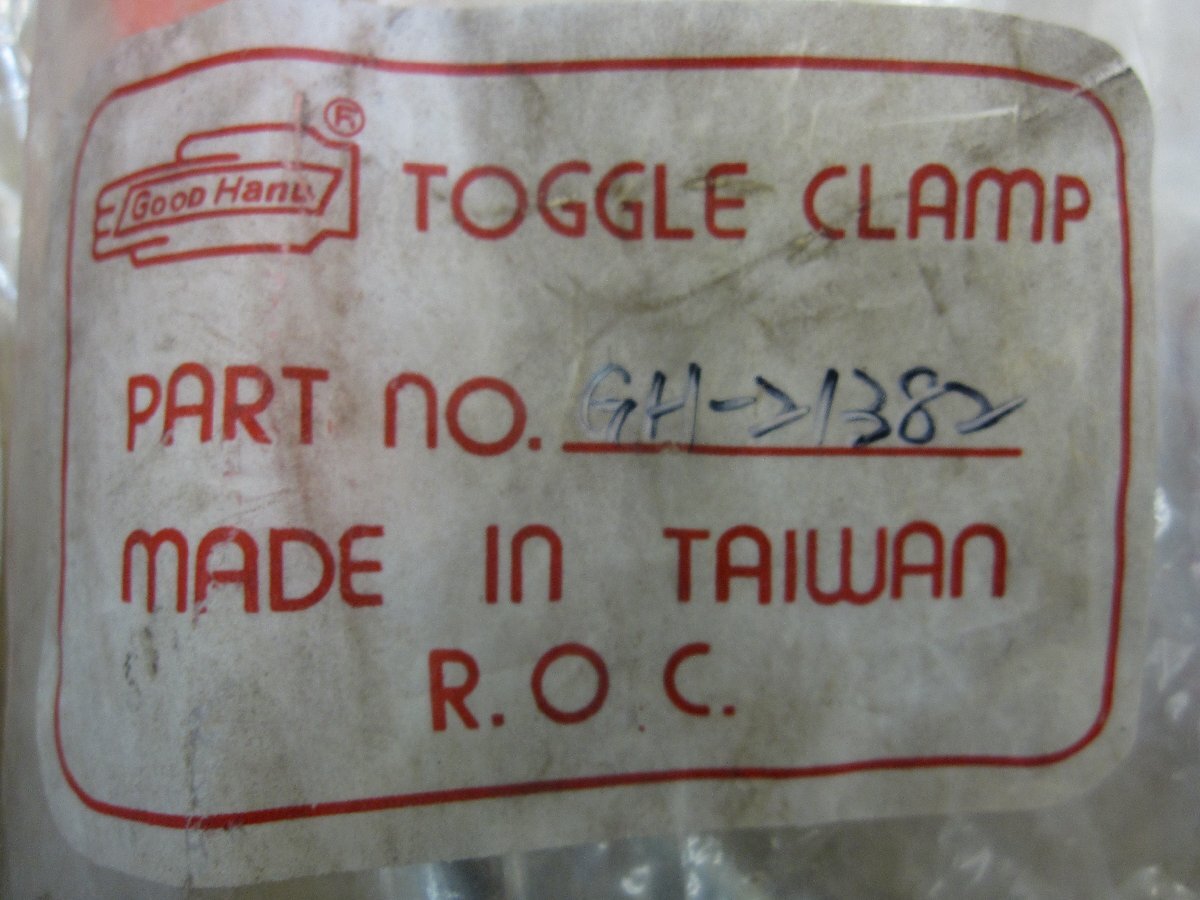 Good Hand ® TOGGLE CLAMP
PART NO. GH-21382
MADE IN TAIWAN
R.O.C.